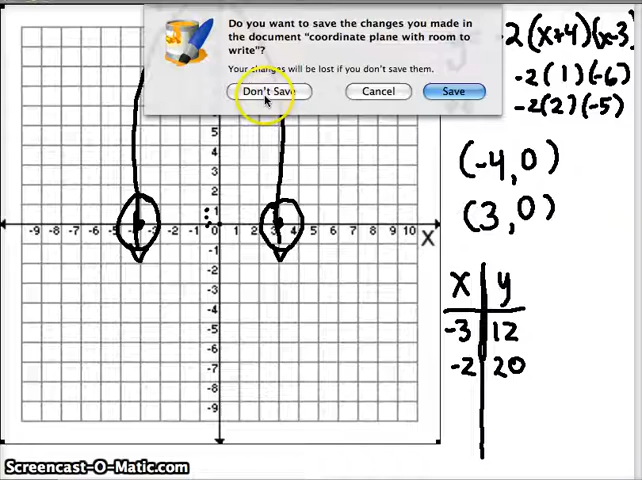 Do you want to save the changes you made in
the document “coordinate plane with room to
write”?
Your changes will be lost if you don’t save them.
Don’t Save Cancel Save
-2(x+4)(x-3
-2(1)(-6)
-2(2)(-5)
(-4,0)
(3,0)
5
4
3
2
1
-9 -8 -7 -6 -5 -3 -2 0 1 2 3 4 5 6 7 8 9 10
X
-1
-2
-3
-4
-5
-6
-7
-8
-9
x y
-3 12
-2 20
Screencast-O-Matic.com